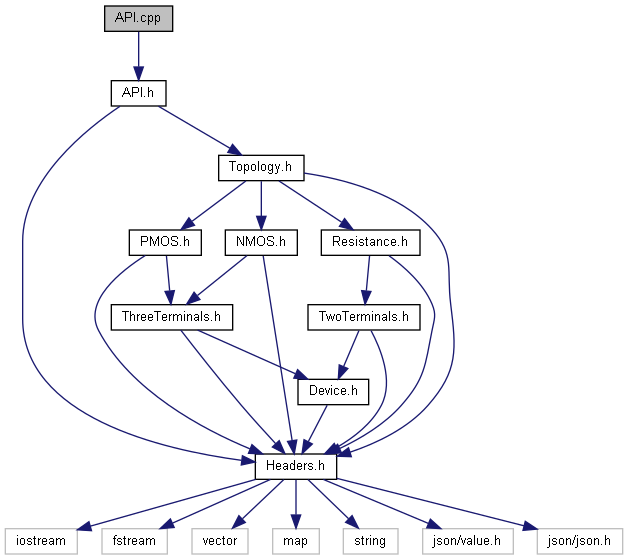 API.cpp
API.h
Topology.h
PMOS.h
NMOS.h
Resistance.h
ThreeTerminals.h
TwoTerminals.h
Device.h
Headers.h
iostream
fstream
vector
map
string
json/value.h
json/json.h